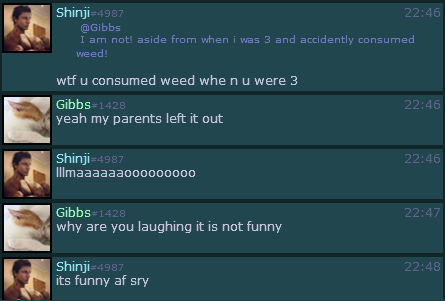 Shinji#4987 22:46
@Gibbs
I am not! aside from when i was 3 and accidently consumed
weed!
wtf u consumed weed whe n u were 3
Gibbs#1428 22:46
yeah my parents left it out
Shinji#4987 22:46
lllmaaaaaaooooooooo
Gibbs#1428 22:47
why are you laughing it is not funny
Shinji#4987 22:48
its funny af sry